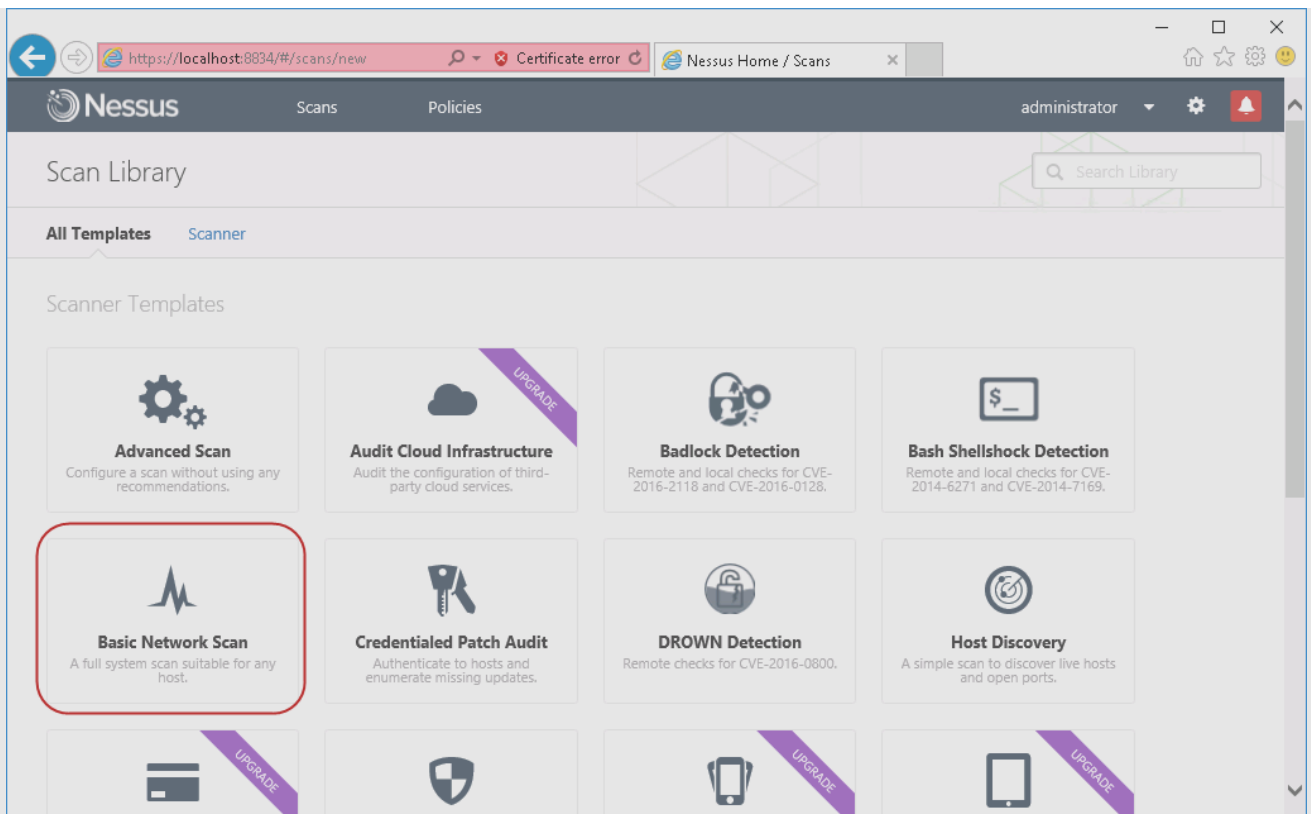 https://localhost:8834/#/scans/new
Certificate error
Nessus Home / Scans
Nessus
Scans
Policies
administrator
Scan Library
Search Library
All Templates
Scanner
Scanner Templates
UPGRADE
$_
Advanced Scan
Configure a scan without using any
recommendations.
Audit Cloud Infrastructure
Audit the configuration of third-
party cloud services.
Badlock Detection
Remote and local checks for CVE-
2016-2118 and CVE-2016-0128.
Bash Shellshock Detection
Remote and local checks for CVE-
2014-6271 and CVE-2014-7169.
Basic Network Scan
A full system scan suitable for any
host.
Credentialed Patch Audit
Authenticate to hosts and
enumerate missing updates.
DROWN Detection
Remote checks for CVE-2016-0800.
Host Discovery
A simple scan to discover live hosts
and open ports.
UPGRADE
UPGRADE
UPGRADE